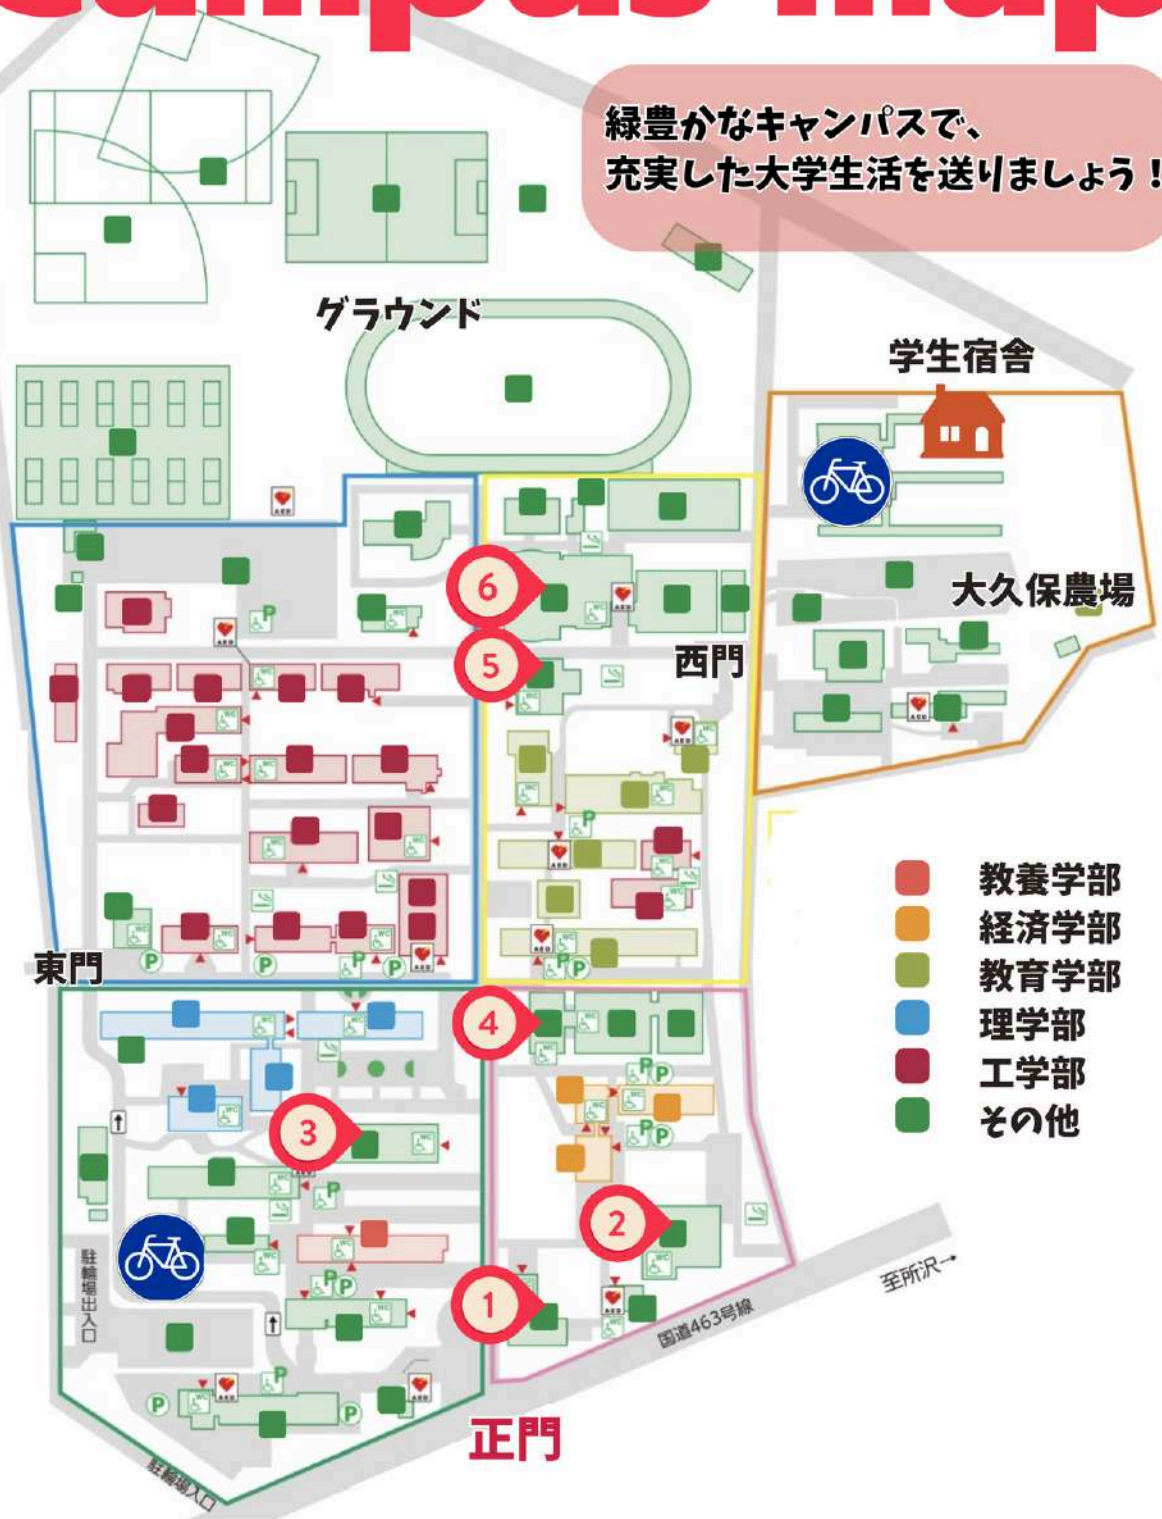 campus map
緑豊かなキャンパスで、
充実した大学生活を送りましょう！
グラウンド
学生宿舎
大久保農場
6
5
西門
東門
4
3
2
1
教養学部
経済学部
教育学部
理学部
工学部
その他
駐輪場出入口
至所沢→
国道463号線
正門
駐輪場入口